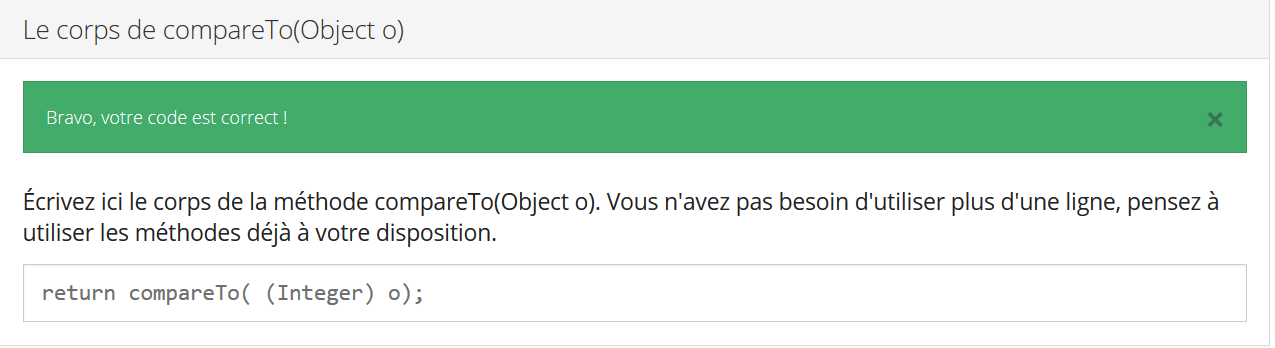 Le corps de compareTo(Object o)
Bravo, votre code est correct !
×
Écrivez ici le corps de la méthode compareTo(Object o). Vous n'avez pas besoin d'utiliser plus d'une ligne, pensez à
utiliser les méthodes déjà à votre disposition.
return compareTo( (Integer) o);